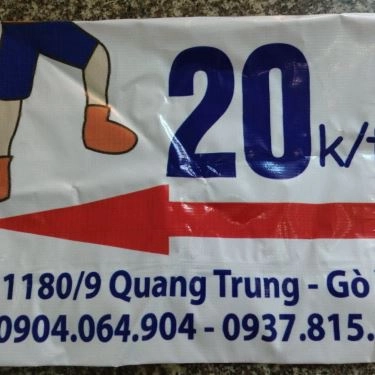 20k/
1180/9 Quang Trung - Gò
0904.064.904 - 0937.815.